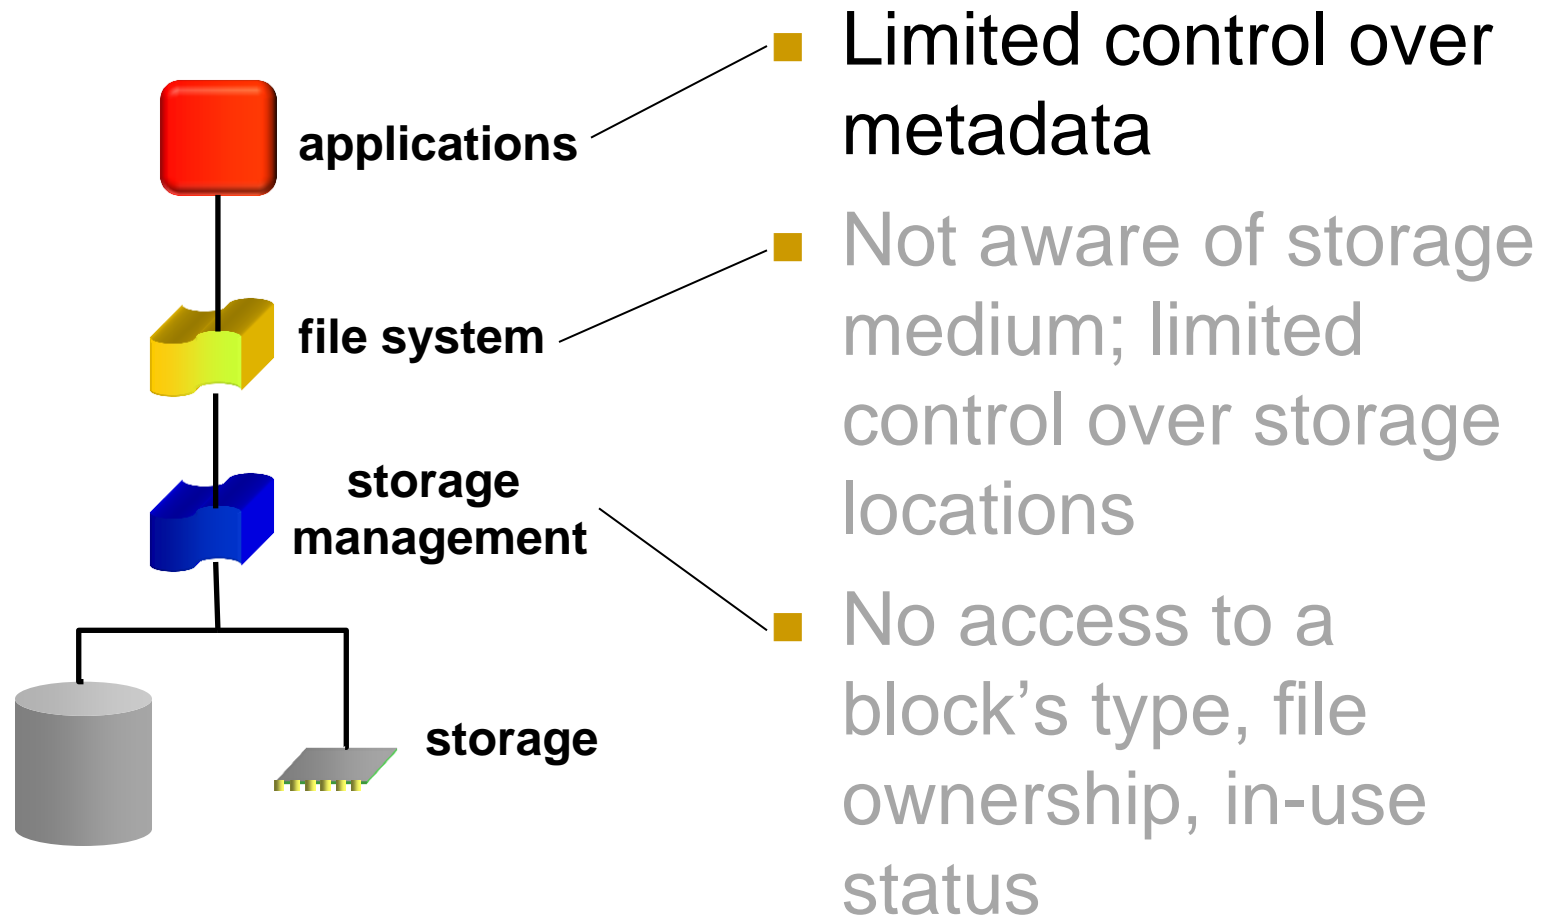 applications
file system
storage
management
storage
Limited control over
metadata
Not aware of storage
medium; limited
control over storage
locations
No access to a
block’s type, file
ownership, in-use
status